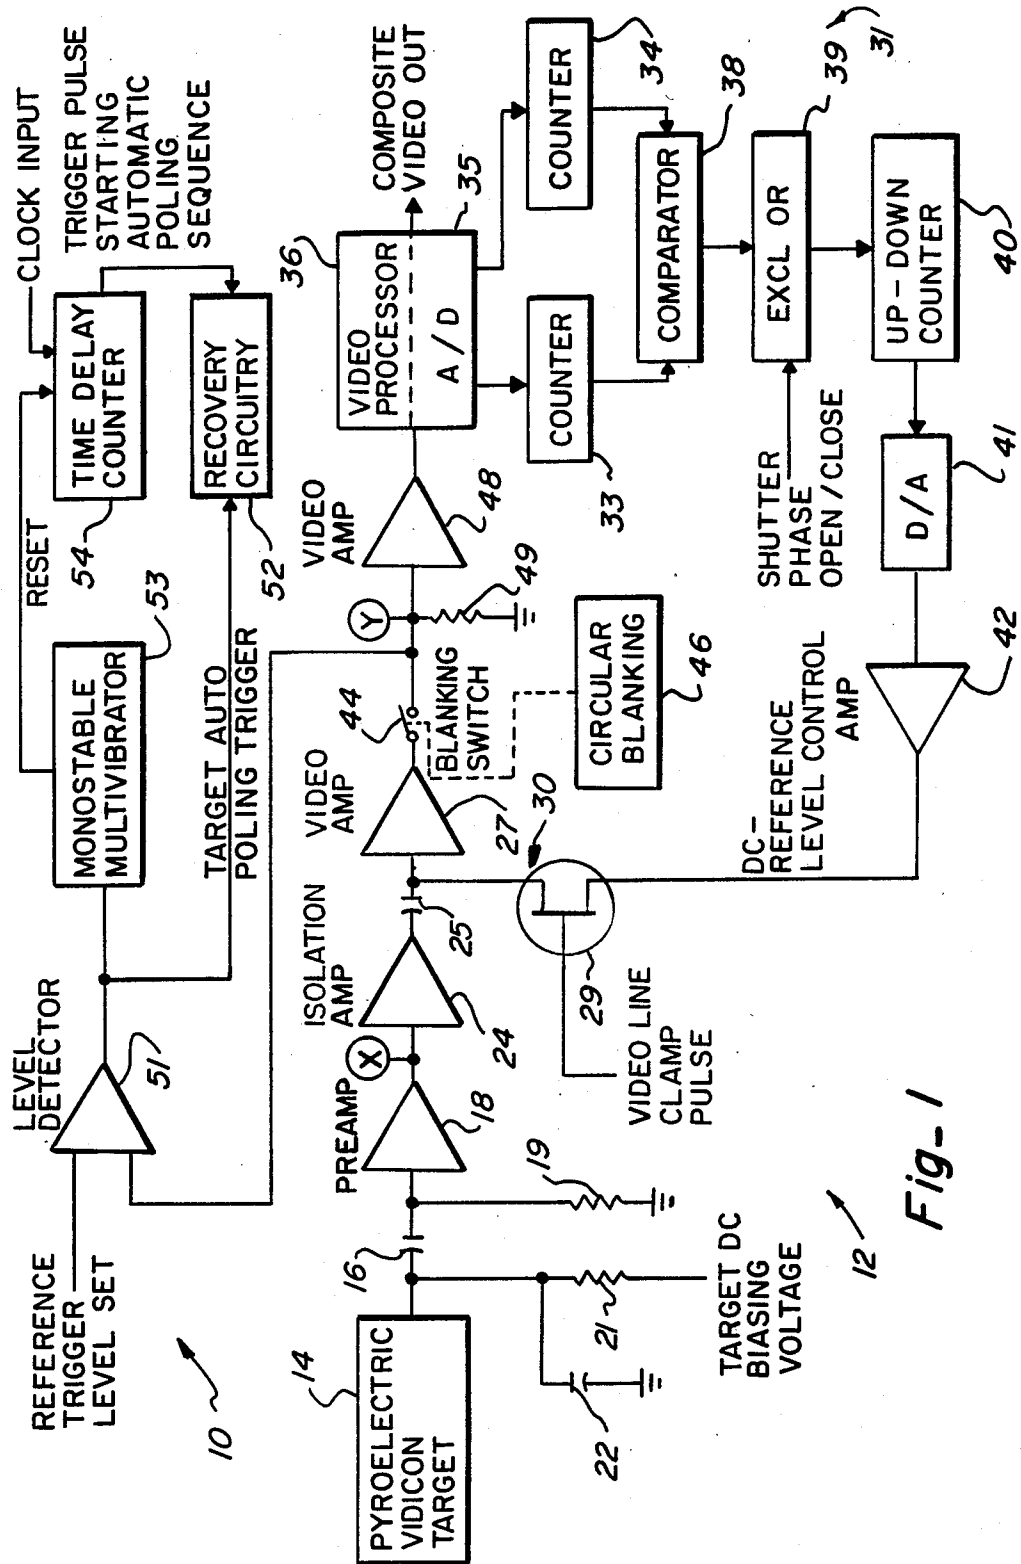 REFERENCE
TRIGGER
LEVEL SET
10
LEVEL
DETECTOR
51
MONOSTABLE
MULTIVIBRATOR
53
RESET
CLOCK INPUT
TIME DELAY
COUNTER
54
TRIGGER PULSE
STARTING
AUTOMATIC
POLING
SEQUENCE
RECOVERY
CIRCUITRY
52
TARGET AUTO
POLING TRIGGER
14
PYROELECTRIC
VIDICON
TARGET
16
PREAMP
18
19
X
ISOLATION
AMP
24
25
VIDEO
AMP
27
44
BLANKING
SWITCH
Y
49
VIDEO
AMP
48
36
VIDEO
PROCESSOR
A/D
35
COMPOSITE
VIDEO OUT
22
21
TARGET DC
BIASING
VOLTAGE
29
30
VIDEO LINE
CLAMP
PULSE
CIRCULAR
BLANKING
46
COUNTER
33
COUNTER
34
COMPARATOR
38
SHUTTER
PHASE
OPEN/CLOSE
EXCL OR
39
31
DC-
REFERENCE
LEVEL CONTROL
AMP
42
D/A
41
UP-DOWN
COUNTER
40
12
Fig-1